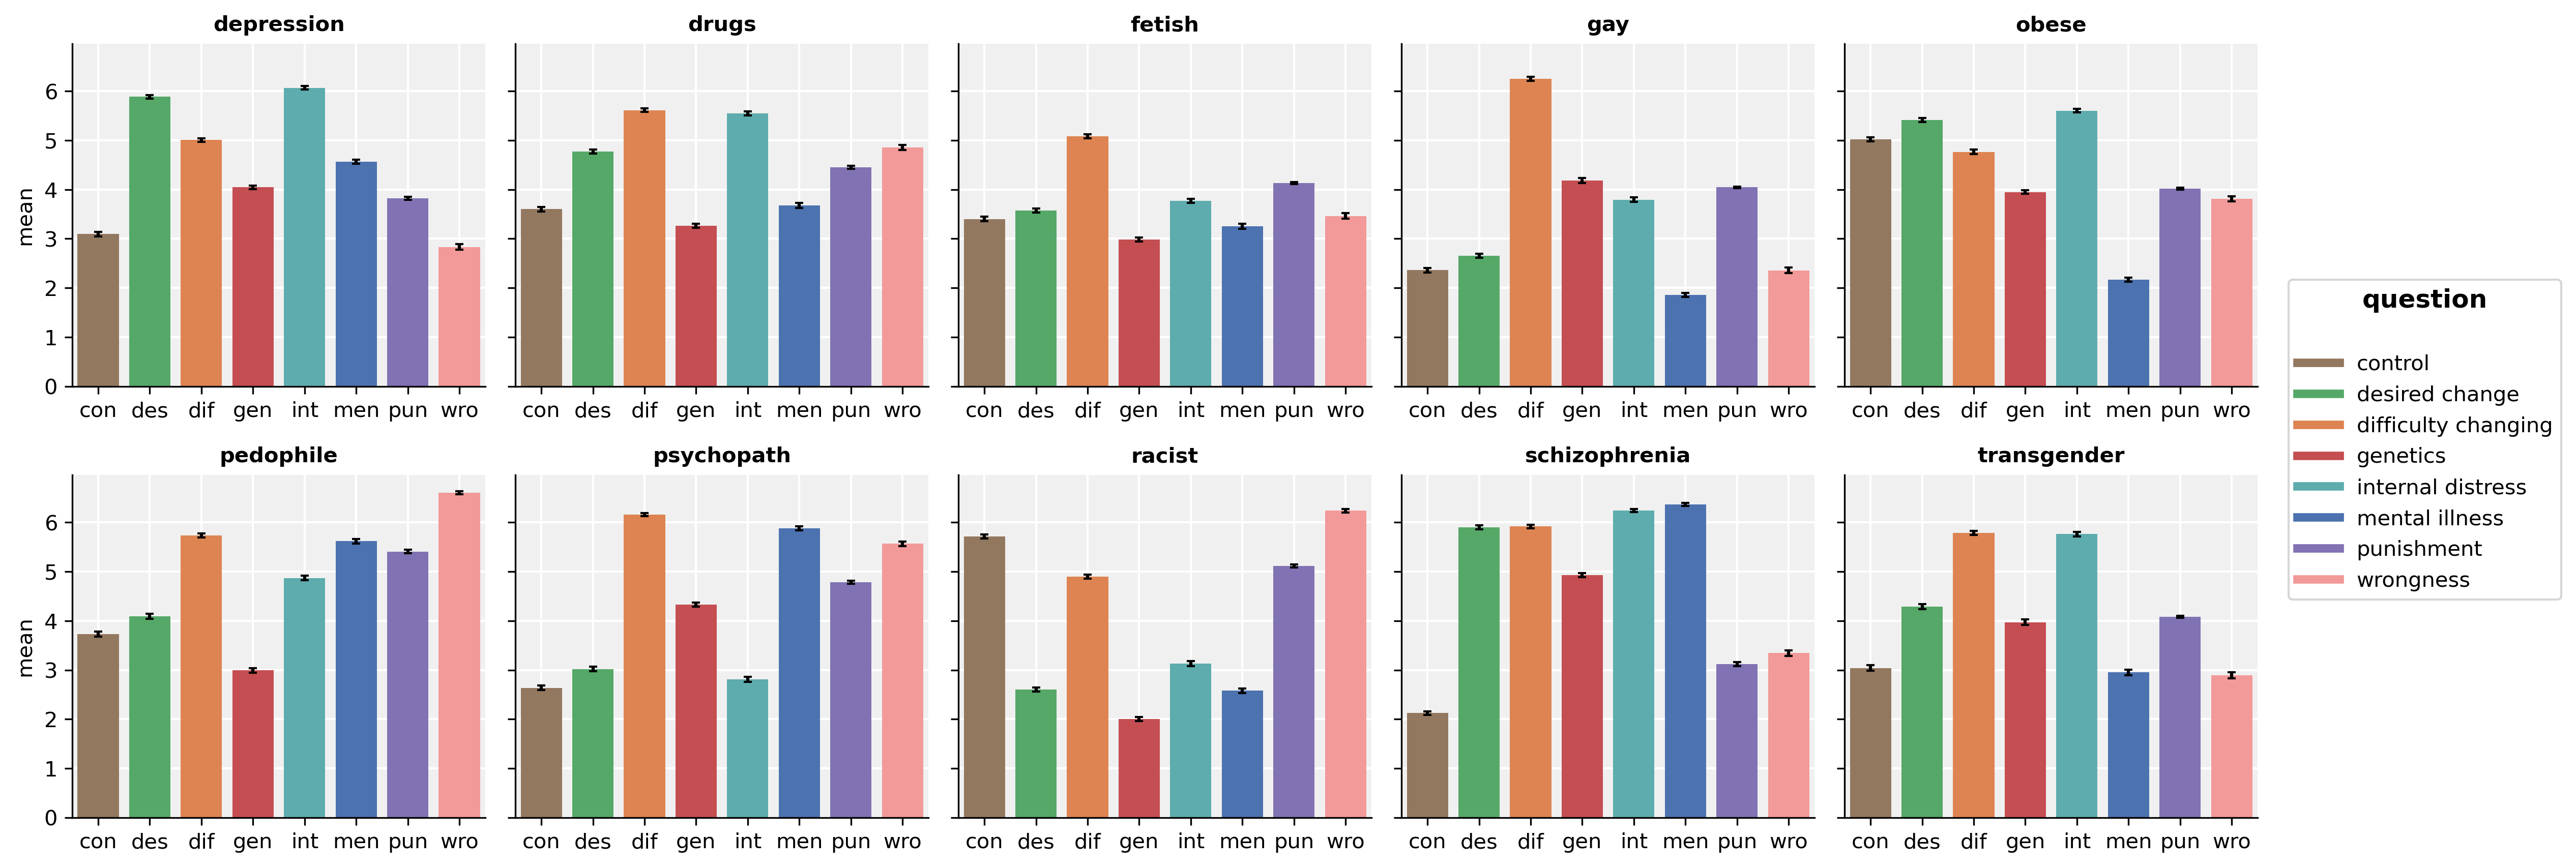 depression drugs fetish gay obese
6
5
4
3
2
1
0
mean
con des dif gen int men pun wro con des dif gen int men pun wro con des dif gen int men pun wro con des dif gen int men pun wro con des dif gen int men pun wro
pedophile psychopath racist schizophrenia transgender
6
5
4
3
2
1
0
mean
con des dif gen int men pun wro con des dif gen int men pun wro con des dif gen int men pun wro con des dif gen int men pun wro con des dif gen int men pun wro
question
control
desired change
difficulty changing
genetics
internal distress
mental illness
punishment
wrongness